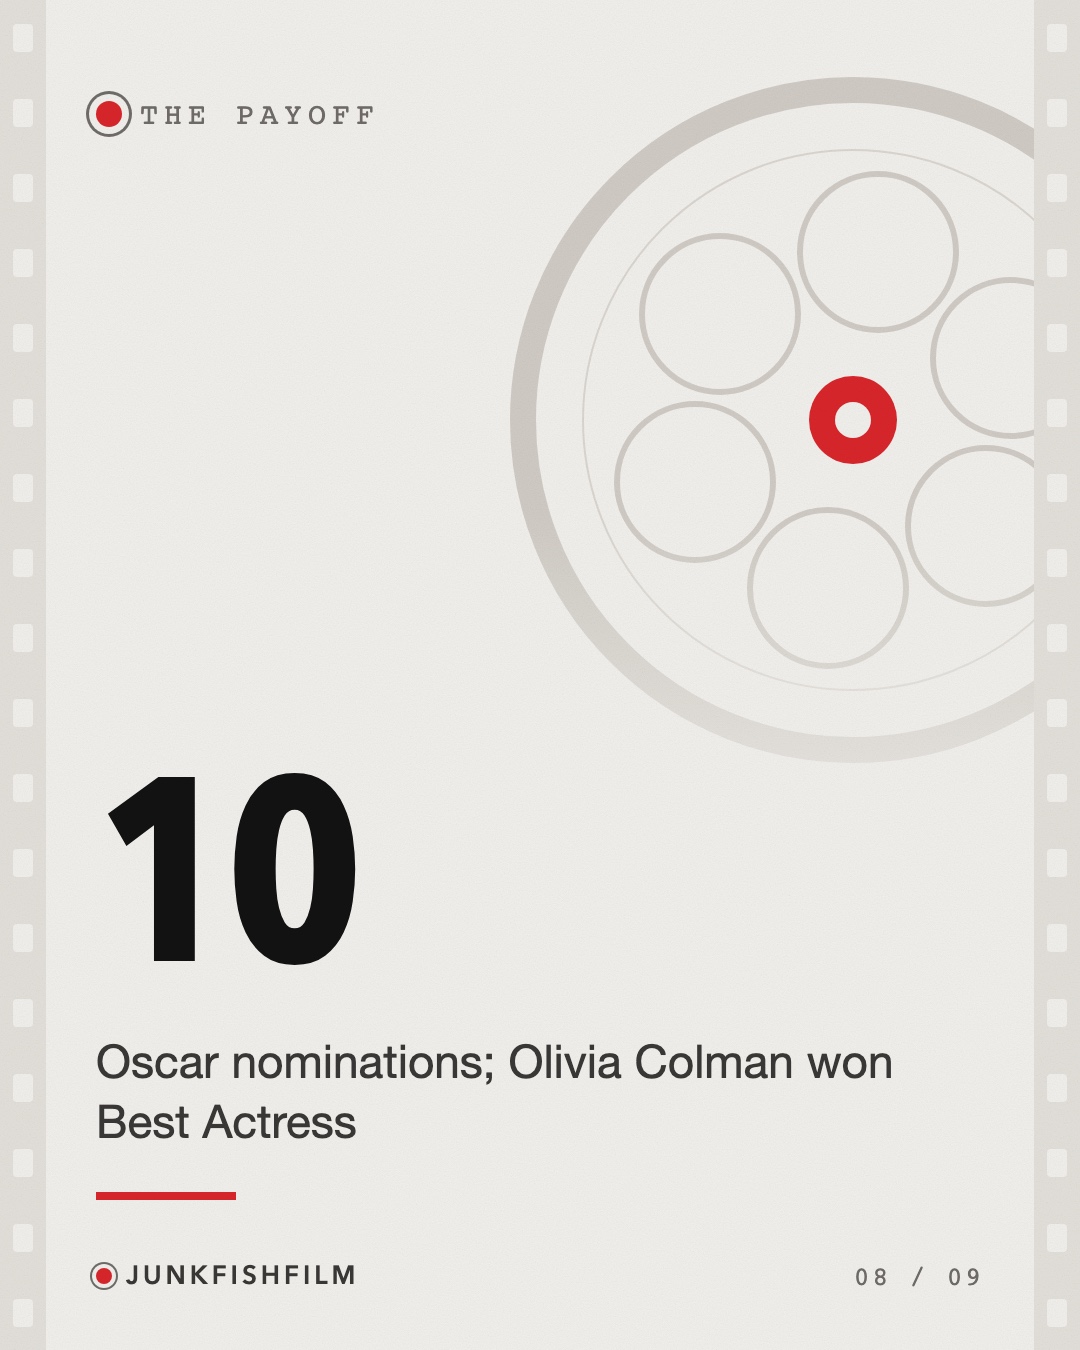 THE PAYOFF
10
Oscar nominations; Olivia Colman won
Best Actress
JUNKFISHFILM
08 / 09